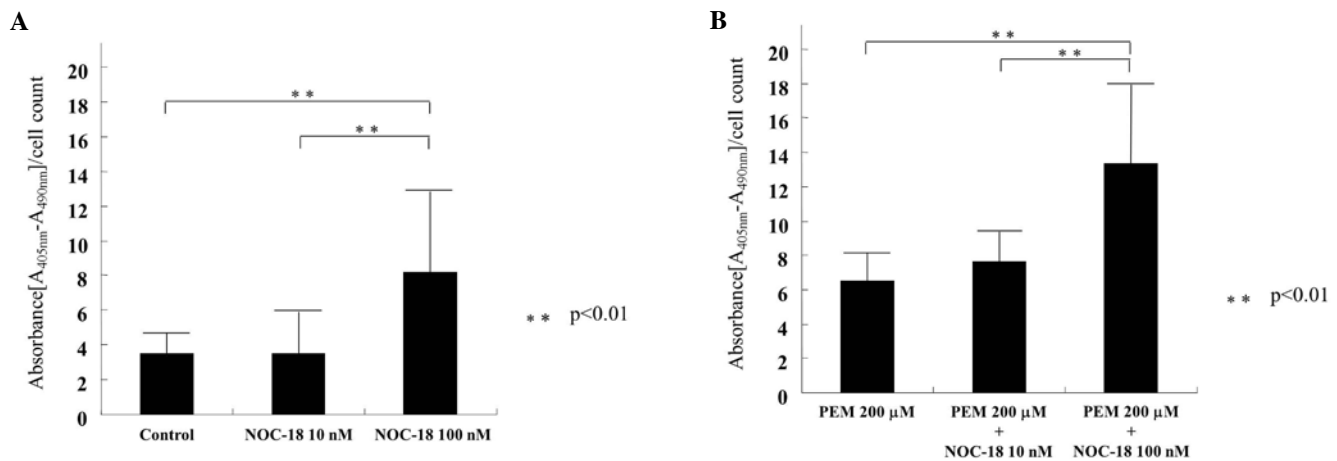 A
Absorbance[A405nm-A490nm]/cell count
20
18
16
14
12
10
8
6
4
2
0
* *
* *
Control
NOC-18 10 nM
NOC-18 100 nM
* * p<0.01
B
Absorbance[A405nm-A490nm]/cell count
20
18
16
14
12
10
8
6
4
2
0
* *
* *
PEM 200 µM
PEM 200 µM
+
NOC-18 10 nM
PEM 200 µM
+
NOC-18 100 nM
* * p<0.01